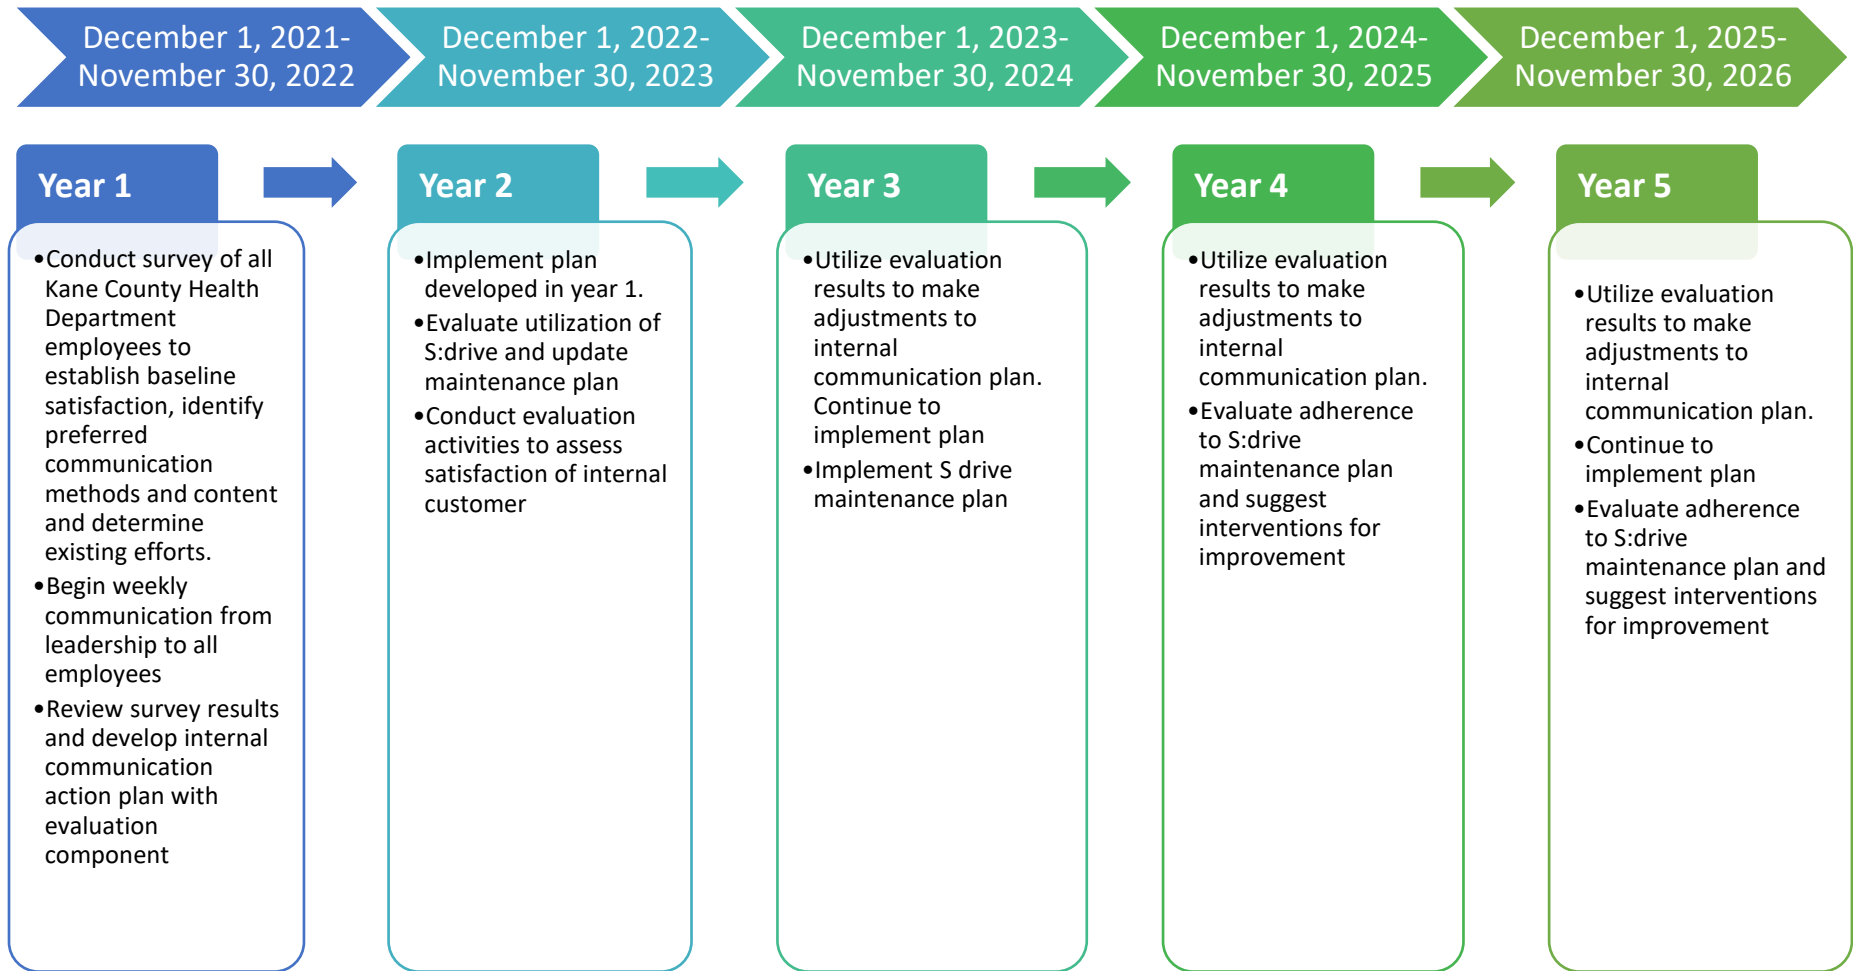 December 1, 2021-
November 30, 2022
December 1, 2022-
November 30, 2023
December 1, 2023-
November 30, 2024
December 1, 2024-
November 30, 2025
December 1, 2025-
November 30, 2026
Year 1
•Conduct survey of all
Kane County Health
Department
employees to
establish baseline
satisfaction, identify
preferred
communication
methods and content
and determine
existing efforts.
•Begin weekly
communication from
leadership to all
employees
•Review survey results
and develop internal
communication
action plan with
evaluation
component
Year 2
•Implement plan
developed in year 1.
•Evaluate utilization of
S:drive and update
maintenance plan
•Conduct evaluation
activities to assess
satisfaction of internal
customer
Year 3
•Utilize evaluation
results to make
adjustments to
internal
communication plan.
Continue to
implement plan
•Implement S drive
maintenance plan
Year 4
•Utilize evaluation
results to make
adjustments to
internal
communication plan.
•Evaluate adherence
to S:drive
maintenance plan
and suggest
interventions for
improvement
Year 5
•Utilize evaluation
results to make
adjustments to
internal
communication plan.
•Continue to
implement plan
•Evaluate adherence
to S:drive
maintenance plan and
suggest interventions
for improvement